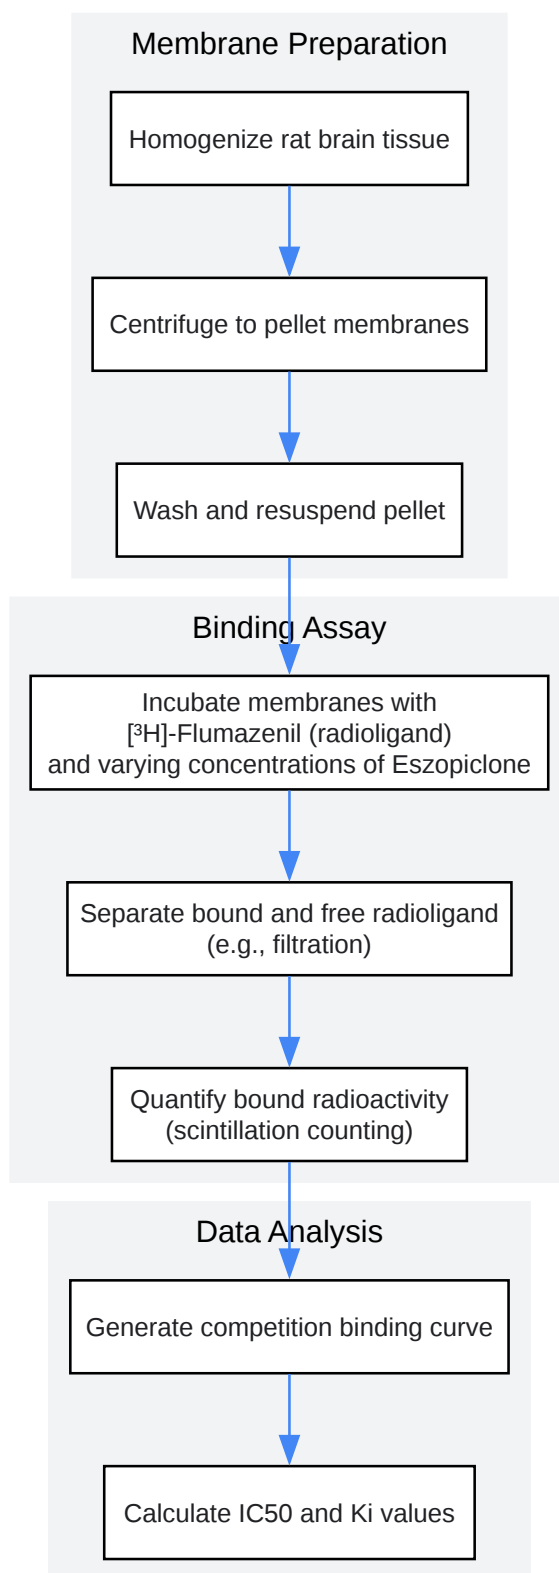 Membrane Preparation
Homogenize rat brain tissue
Centrifuge to pellet membranes
Wash and resuspend pellet
Binding Assay
Incubate membranes with
[³H]-Flumazenil (radioligand)
and varying concentrations of Eszopiclone
Separate bound and free radioligand
(e.g., filtration)
Quantify bound radioactivity
(scintillation counting)
Data Analysis
Generate competition binding curve
Calculate IC50 and Ki values